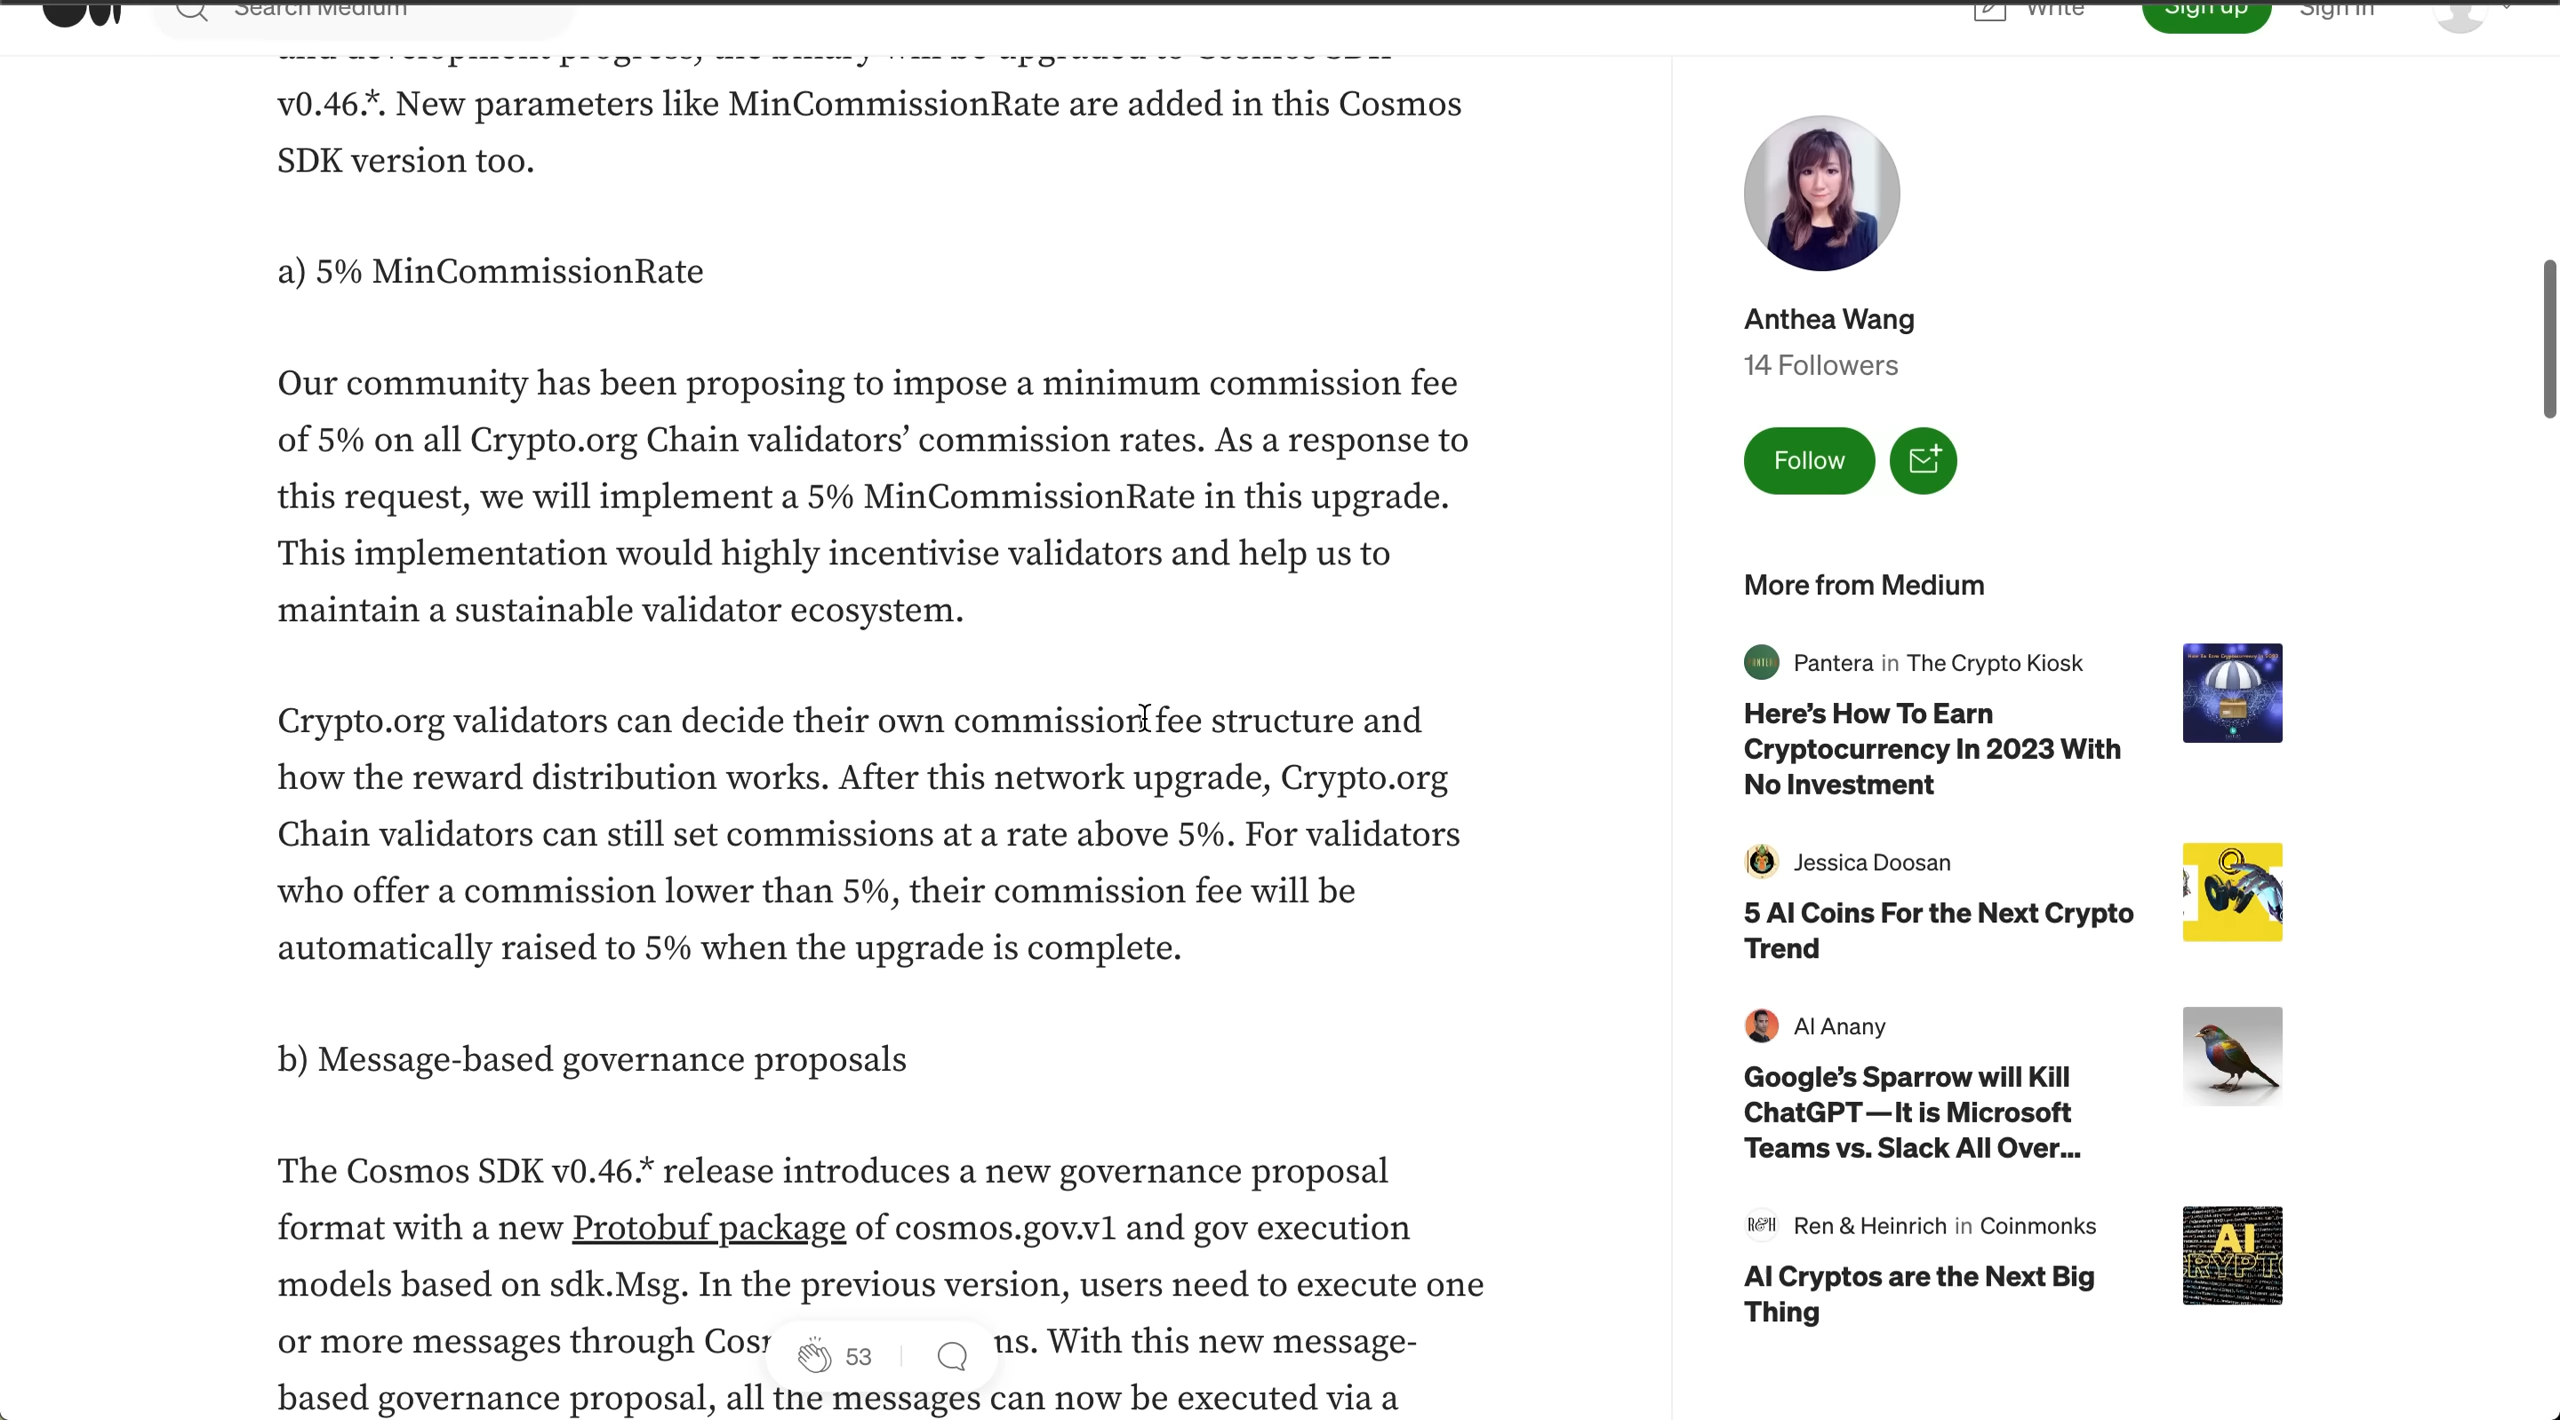 Search Medium
Write
Sign up
Sign In
and development progress, the binary will be upgraded to Cosmos SDK
v0.46.*. New parameters like MinCommissionRate are added in this Cosmos
SDK version too.
a) 5% MinCommissionRate
Our community has been proposing to impose a minimum commission fee
of 5% on all Crypto.org Chain validators’ commission rates. As a response to
this request, we will implement a 5% MinCommissionRate in this upgrade.
This implementation would highly incentivise validators and help us to
maintain a sustainable validator ecosystem.
Crypto.org validators can decide their own commission fee structure and
how the reward distribution works. After this network upgrade, Crypto.org
Chain validators can still set commissions at a rate above 5%. For validators
who offer a commission lower than 5%, their commission fee will be
automatically raised to 5% when the upgrade is complete.
b) Message-based governance proposals
The Cosmos SDK v0.46.* release introduces a new governance proposal
format with a new Protobuf package of cosmos.gov.v1 and gov execution
models based on sdk.Msg. In the previous version, users need to execute one
or more messages through Cos ns. With this new message-
based governance proposal, all the messages can now be executed via a
53
Anthea Wang
14 Followers
Follow
More from Medium
Pantera in The Crypto Kiosk
Here’s How To Earn
Cryptocurrency In 2023 With
No Investment
Jessica Doosan
5 AI Coins For the Next Crypto
Trend
Al Anany
Google’s Sparrow will Kill
ChatGPT—It is Microsoft
Teams vs. Slack All Over...
R&H
Ren & Heinrich in Coinmonks
AI Cryptos are the Next Big
Thing
AI